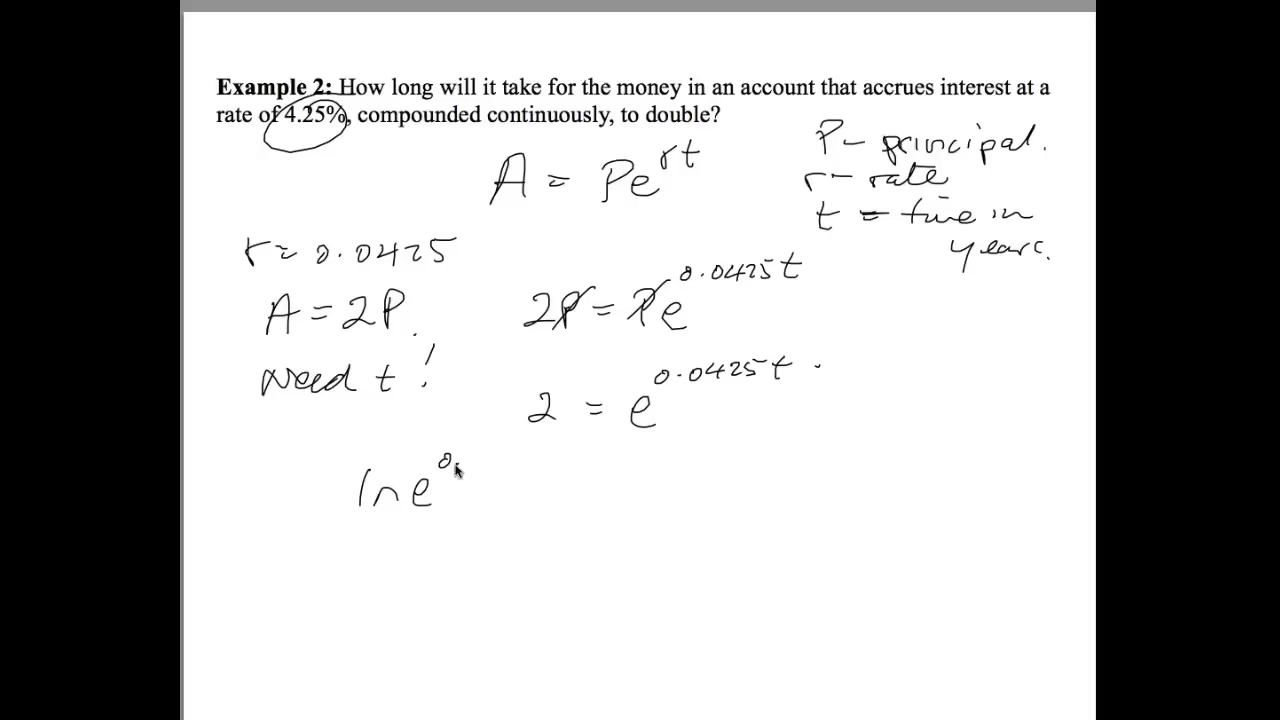 Example 2: How long will it take for the money in an account that accrues interest at a
rate of 4.25%, compounded continuously, to double?
P – principal.
A = Pe^rt
r – rate
t = time in
years.
r = 0.0425
A = 2P.
2P = Pe^0.0425t
Need t!
2 = e^0.0425t .
ln e^0.